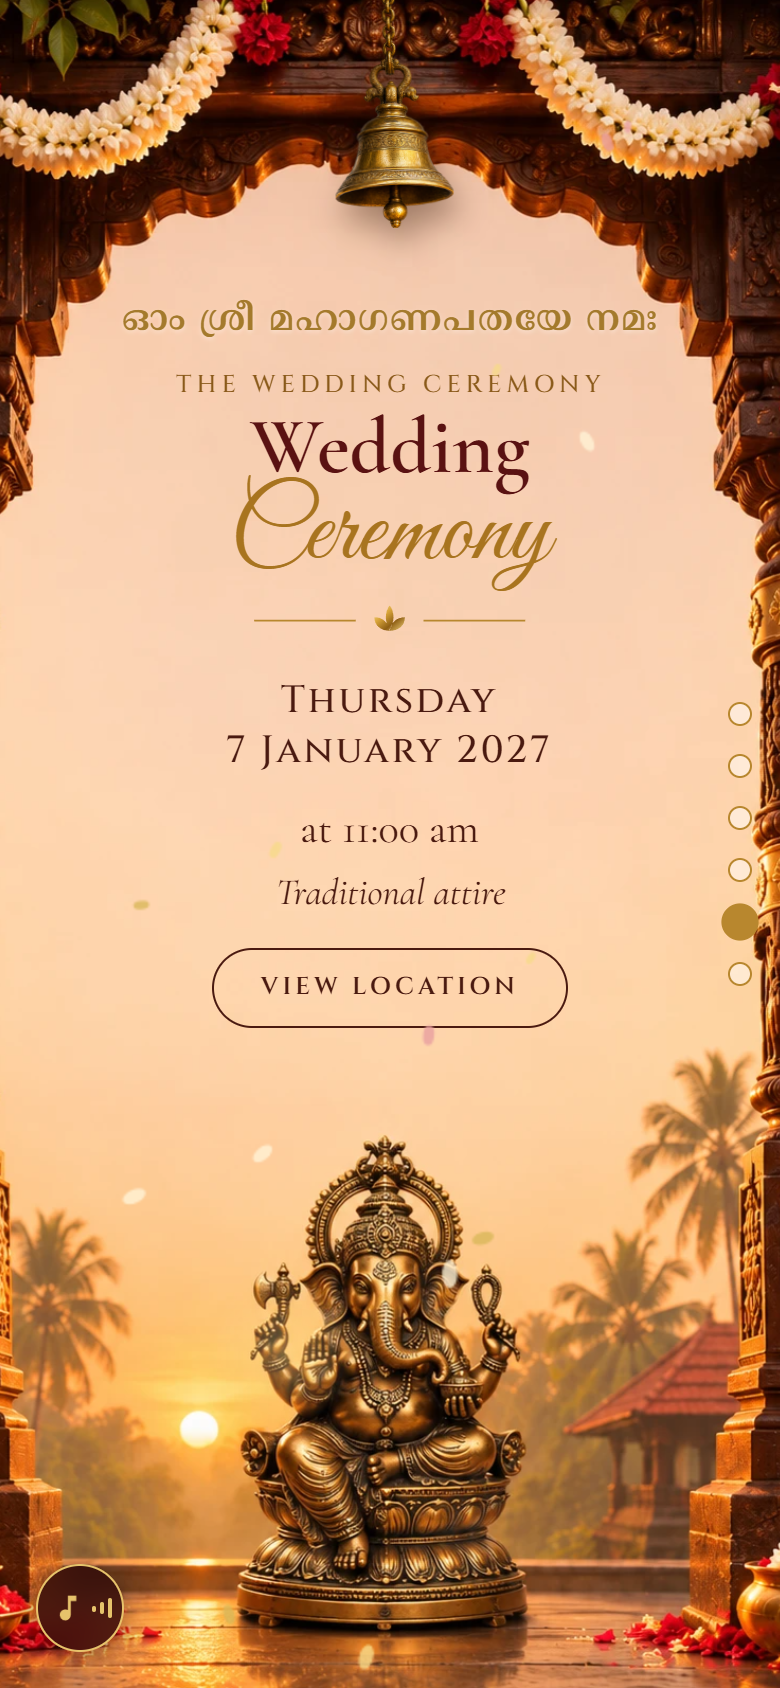 ഓം ശ്രീ മഹാഗണപതയേ നമഃ
THE WEDDING CEREMONY
Wedding
Ceremony
THURSDAY
7 JANUARY 2027
at 11:00 am
Traditional attire
VIEW LOCATION